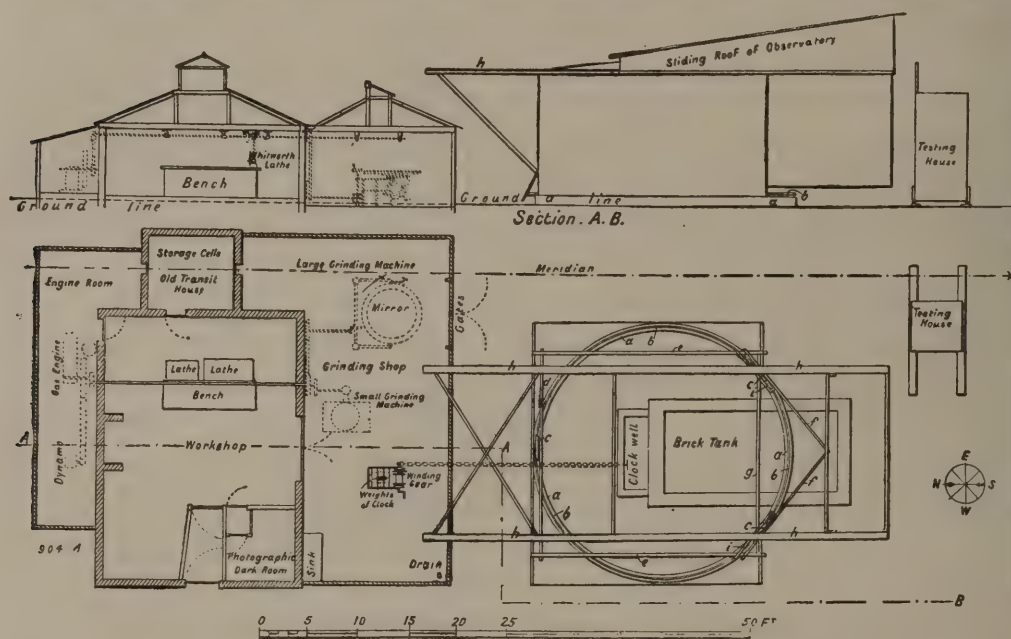 h
Sliding Roof of Observatory
Whitworth
Lathe
Bench
Testing
House
Ground line
Ground line
a
a
b
Section. A. B.
Storage Cells
Old Transit
House
Engine Room
Large Grinding Machine
Meridian
Mirror
Gates
Testing
House
Gas Engine
Lathe
Lathe
Bench
Grinding Shop
Small Grinding
Machine
a
b
h
h
d
c
c
i
f
A
Workshop
A
Clock well
Brick Tank
g
a
b
E
N
S
W
Dynamo
Winding
Gear
Weights
of Clock
a
b
f
c
h
h
i
e
904 A
Photographic
Dark Room
Sink
Drain
B
0 5 10 15 20 25 50 Fᵀ